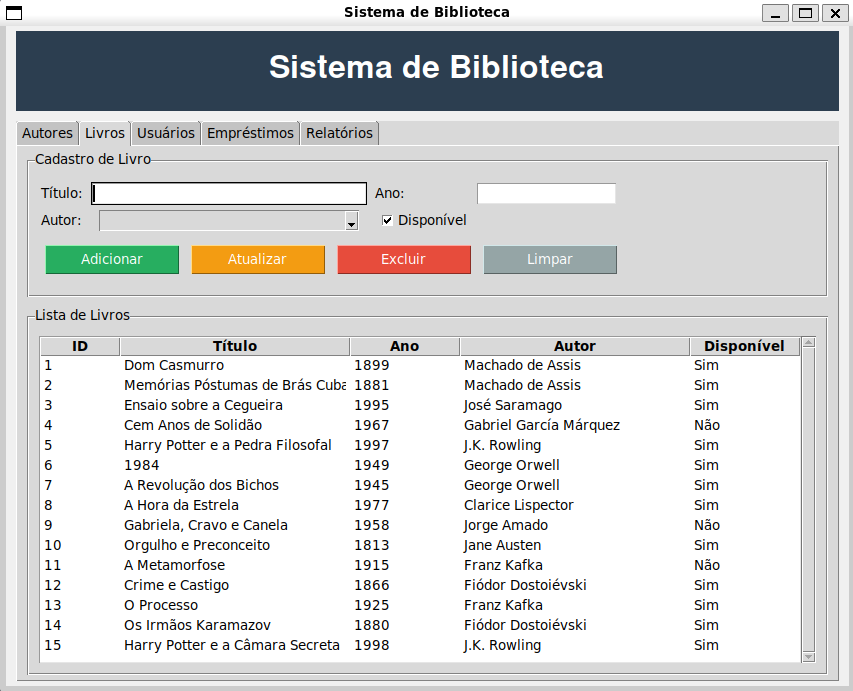 Sistema de Biblioteca
Sistema de Biblioteca
Autores Livros Usuários Empréstimos Relatórios
Cadastro de Livro
Título: Ano:
Autor: Disponível
Adicionar Atualizar Excluir Limpar
Lista de Livros
ID Título Ano Autor Disponível
1 Dom Casmurro 1899 Machado de Assis Sim
2 Memórias Póstumas de Brás Cuba 1881 Machado de Assis Sim
3 Ensaio sobre a Cegueira 1995 José Saramago Sim
4 Cem Anos de Solidão 1967 Gabriel García Márquez Não
5 Harry Potter e a Pedra Filosofal 1997 J.K. Rowling Sim
6 1984 1949 George Orwell Sim
7 A Revolução dos Bichos 1945 George Orwell Sim
8 A Hora da Estrela 1977 Clarice Lispector Sim
9 Gabriela, Cravo e Canela 1958 Jorge Amado Não
10 Orgulho e Preconceito 1813 Jane Austen Sim
11 A Metamorfose 1915 Franz Kafka Não
12 Crime e Castigo 1866 Fiódor Dostoiévski Sim
13 O Processo 1925 Franz Kafka Sim
14 Os Irmãos Karamazov 1880 Fiódor Dostoiévski Sim
15 Harry Potter e a Câmara Secreta 1998 J.K. Rowling Sim